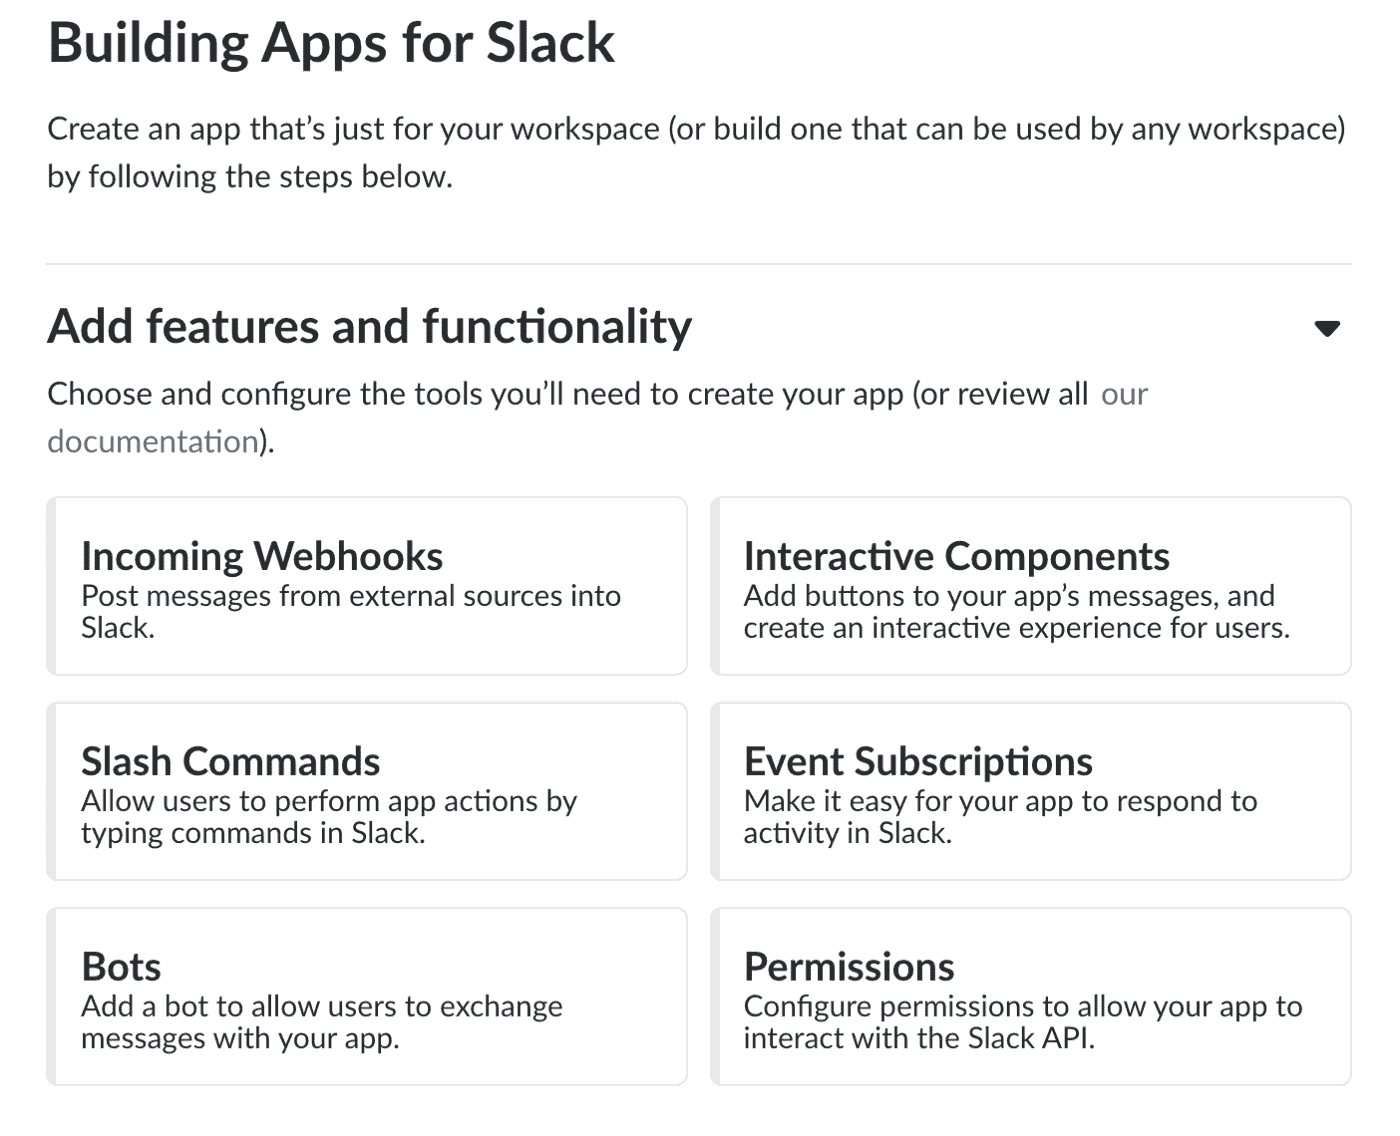 Building Apps for Slack
Create an app that’s just for your workspace (or build one that can be used by any workspace)
by following the steps below.
Add features and functionality
Choose and configure the tools you’ll need to create your app (or review all our
documentation).
Incoming Webhooks
Post messages from external sources into
Slack.
Interactive Components
Add buttons to your app’s messages, and
create an interactive experience for users.
Slash Commands
Allow users to perform app actions by
typing commands in Slack.
Event Subscriptions
Make it easy for your app to respond to
activity in Slack.
Bots
Add a bot to allow users to exchange
messages with your app.
Permissions
Configure permissions to allow your app to
interact with the Slack API.